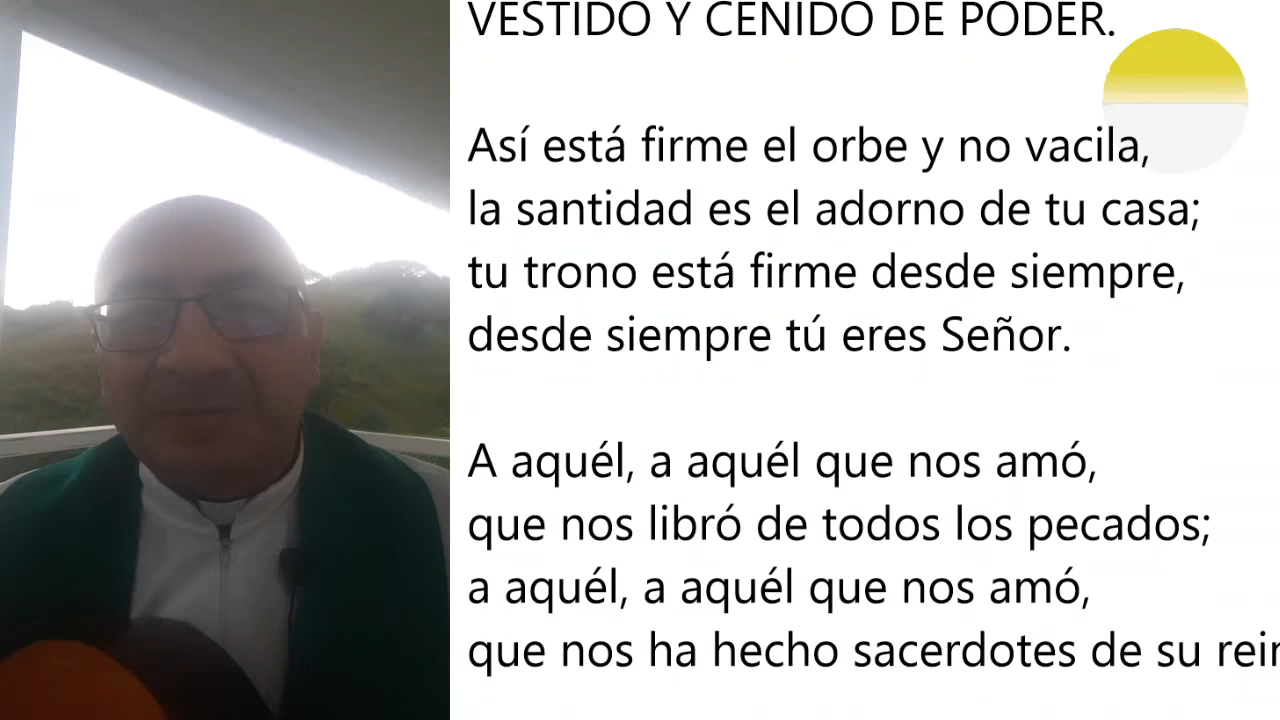 VESTIDO Y CEÑIDO DE PODER.
Así está firme el orbe y no vacila,
la santidad es el adorno de tu casa;
tu trono está firme desde siempre,
desde siempre tú eres Señor.
A aquél, a aquél que nos amó,
que nos libró de todos los pecados;
a aquél, a aquél que nos amó,
que nos ha hecho sacerdotes de su